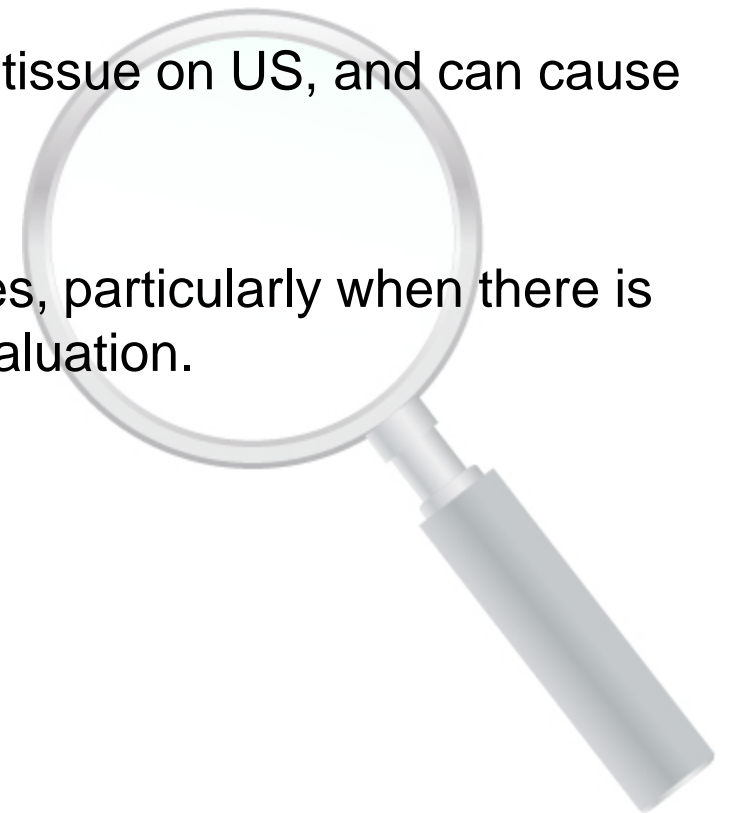 tissue on US, and can cause
es, particularly when there is
aluation.